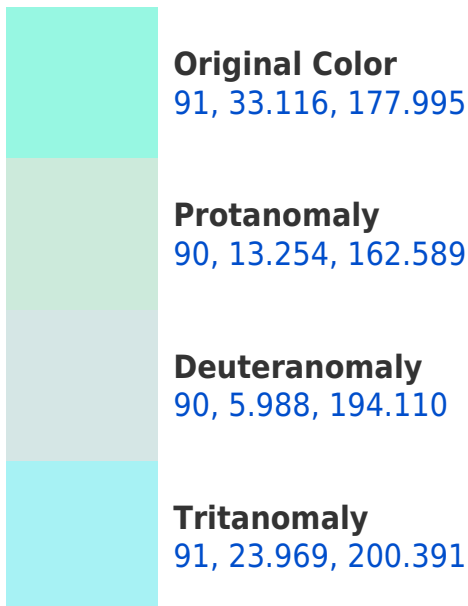 Original Color
91, 33.116, 177.995
Protanomaly
90, 13.254, 162.589
Deuteranomaly
90, 5.988, 194.110
Tritanomaly
91, 23.969, 200.391